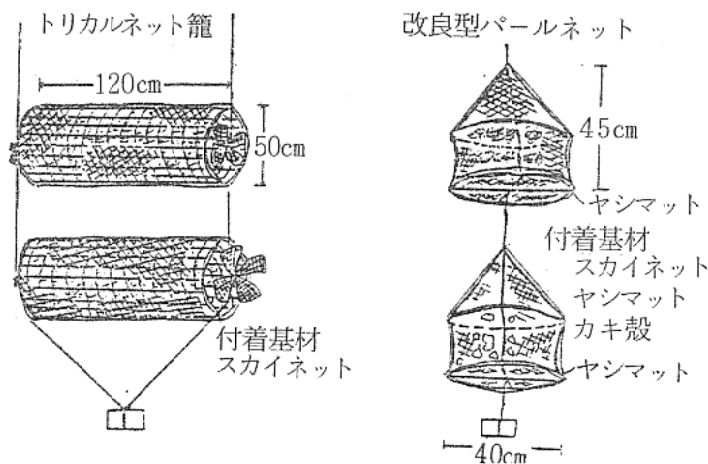 トリカルネット籠
120cm
50cm
付着基材
スカイネット
改良型パールネット
45cm
ヤシマット
付着基材
スカイネット
ヤシマット
カキ殻
ヤシマット
40cm